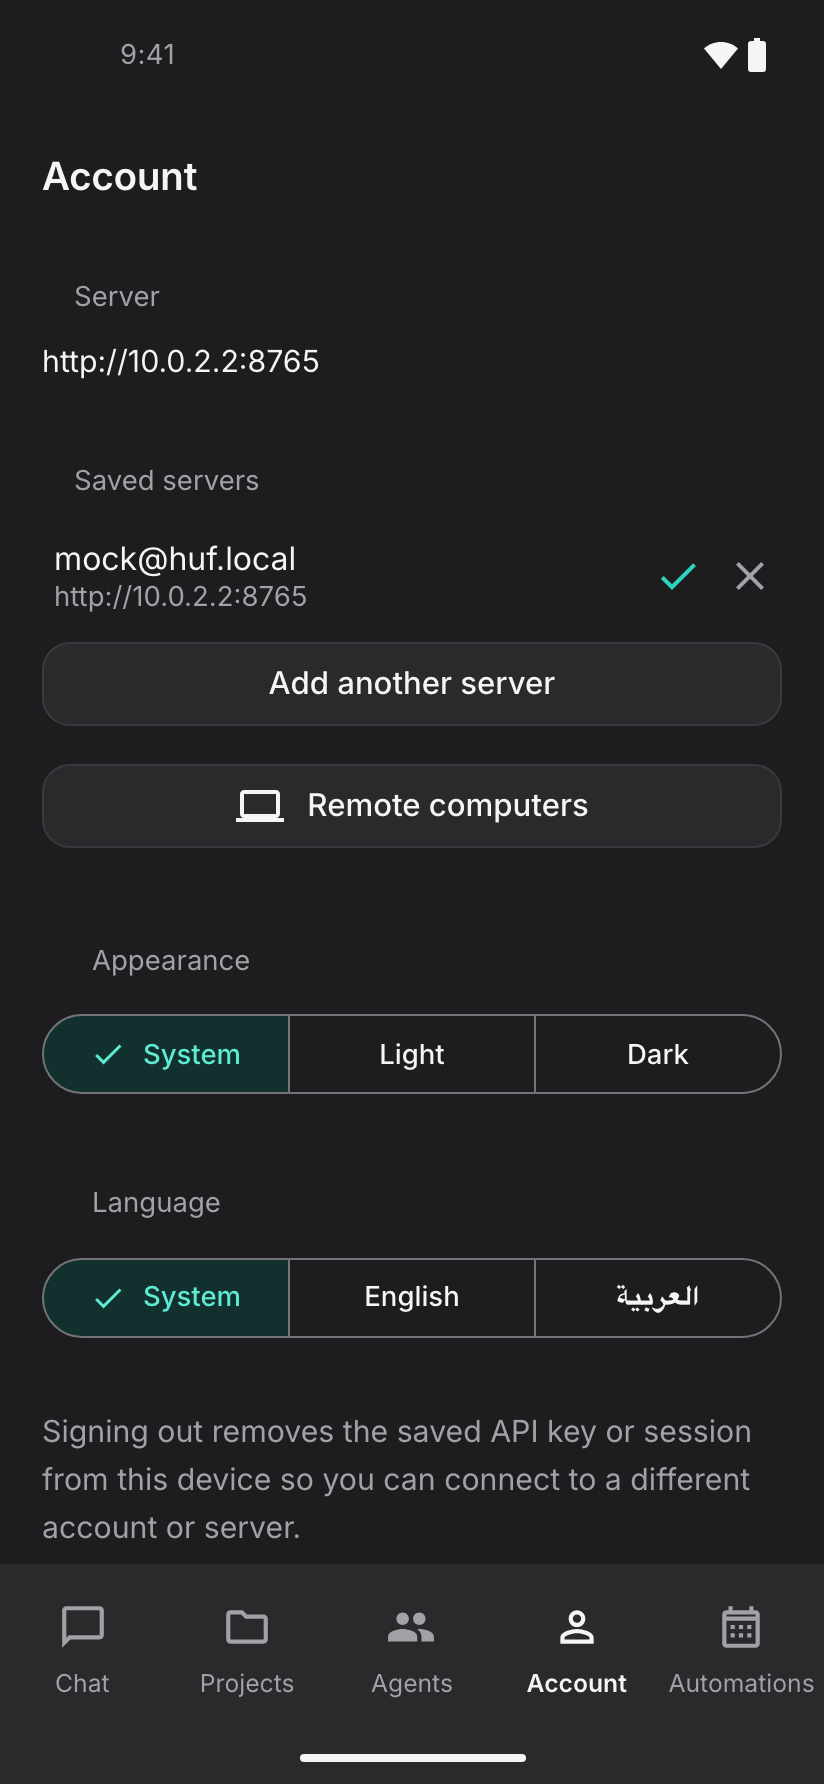 9:41
Account
Server
http://10.0.2.2:8765
Saved servers
mock@huf.local
http://10.0.2.2:8765
Add another server
Remote computers
Appearance
System
Light
Dark
Language
System
English
العربية
Signing out removes the saved API key or session
from this device so you can connect to a different
account or server.
Chat
Projects
Agents
Account
Automations